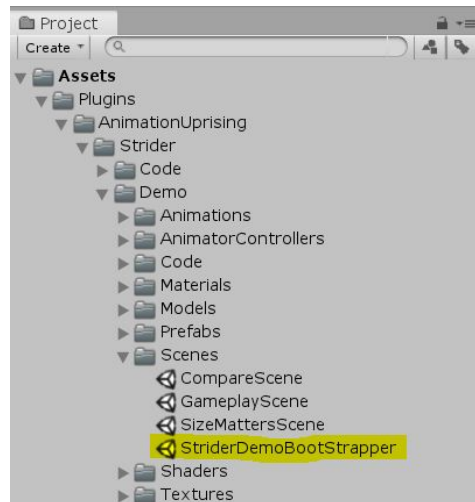 Project
Create
Assets
Plugins
AnimationUprising
Strider
Code
Demo
Animations
AnimatorControllers
Code
Materials
Models
Prefabs
Scenes
CompareScene
GameplayScene
SizeMattersScene
StriderDemoBootStrapper
Shaders
Textures